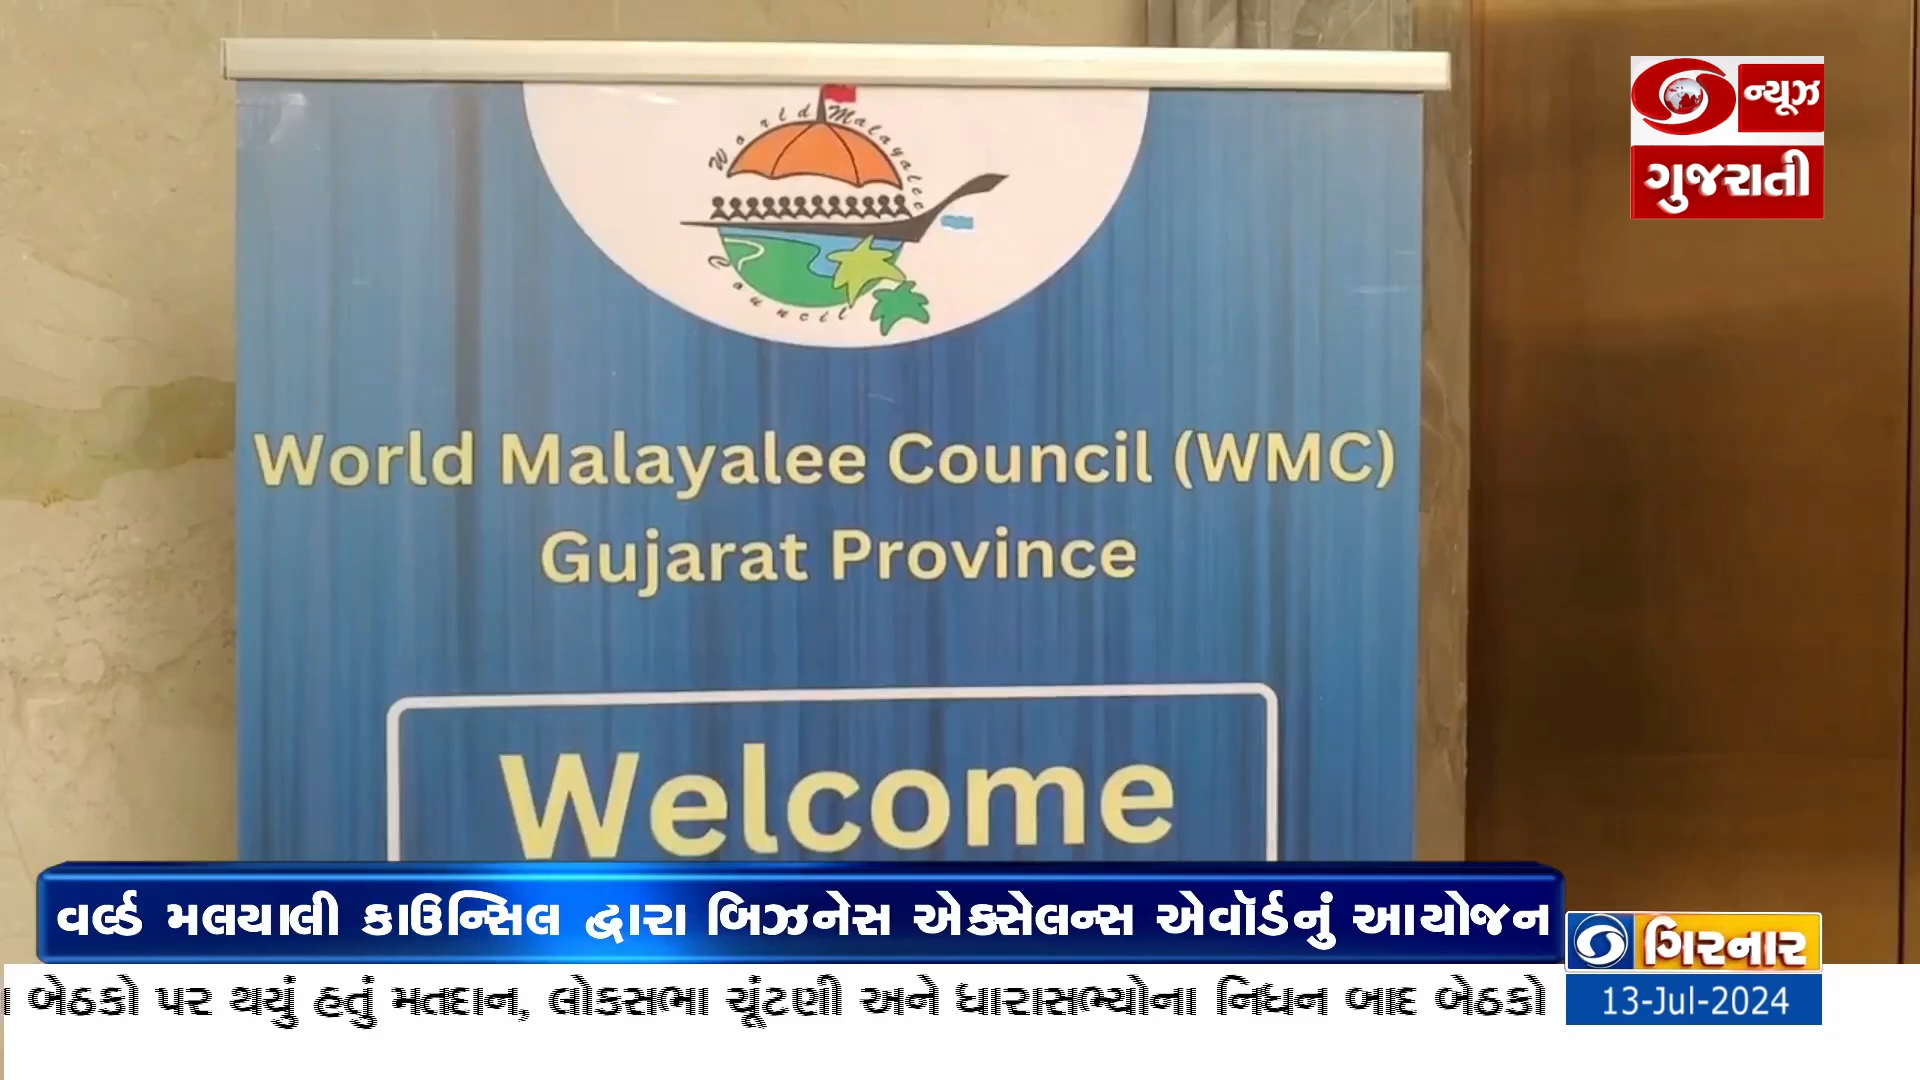 World Malayalee
Council
ન્યૂઝ
ગુજરાતી
World Malayalee Council (WMC)
Gujarat Province
Welcome
વર્લ્ડ મલયાલી કાઉન્સિલ દ્વારા બિઝનેસ એક્સેલન્સ એવૉર્ડનું આયોજન
ગિરનાર
બેઠકો પર થયું હતું મતદાન, લોકસભા ચૂંટણી અને ધારાસભ્યોના નિધન બાદ બેઠકો
13-Jul-2024